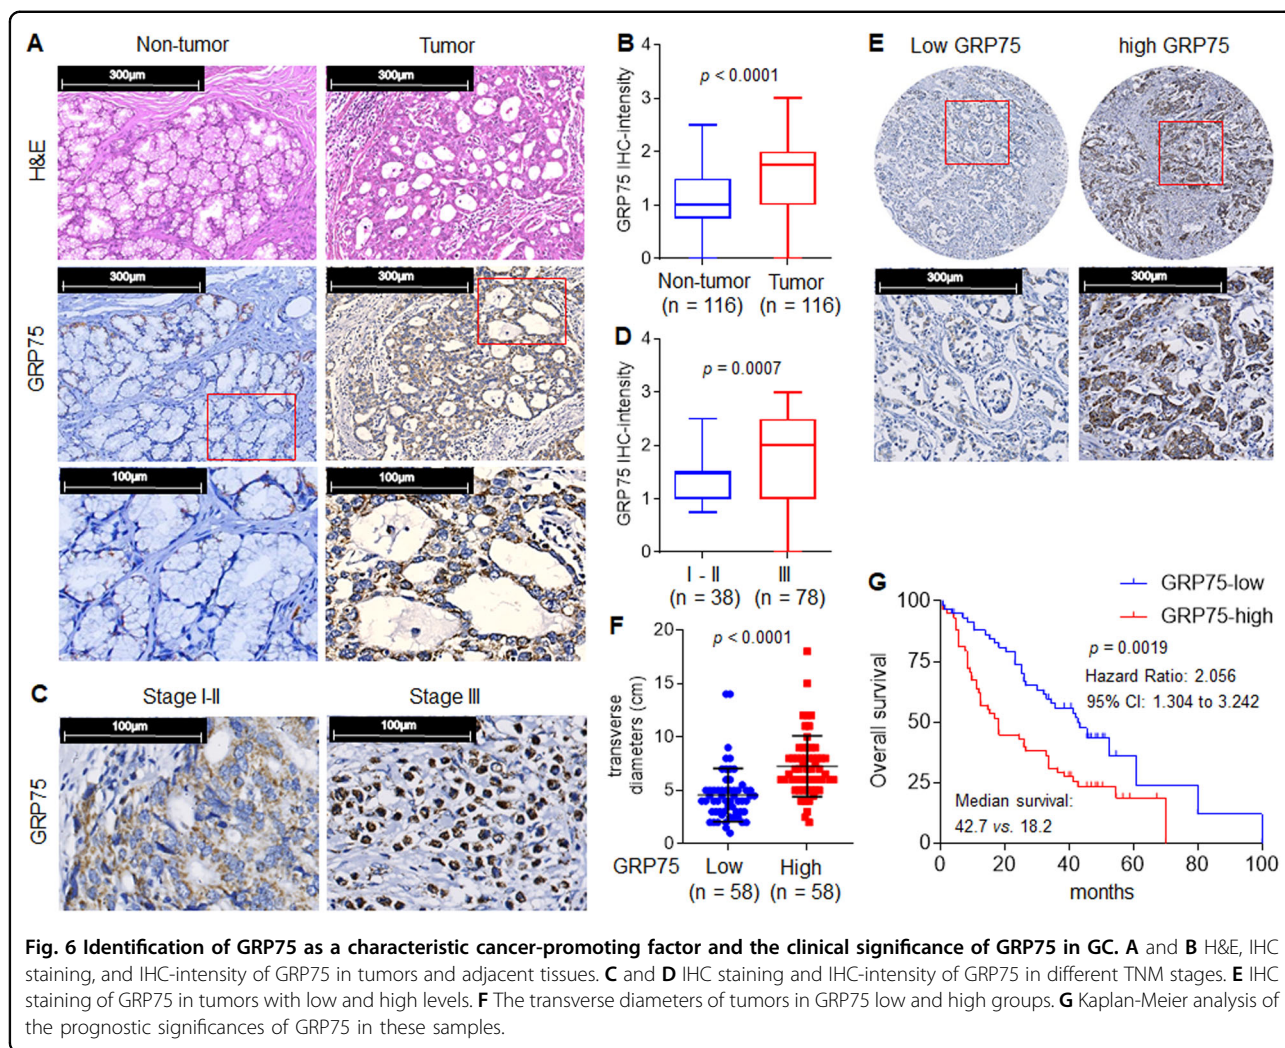 A
Non-tumor
Tumor
H&E
300μm
300μm
GRP75
300μm
300μm
100μm
100μm
B
GRP75 IHC-intensity
4
3
2
1
0
p < 0.0001
Non-tumor
(n = 116)
Tumor
(n = 116)
C
Stage I-II
Stage III
GRP75
100μm
100μm
D
GRP75 IHC-intensity
4
3
2
1
0
p = 0.0007
I - II
(n = 38)
III
(n = 78)
E
Low GRP75
high GRP75
300μm
300μm
F
transverse
diameters (cm)
20
15
10
5
0
p < 0.0001
GRP75
Low
(n = 58)
High
(n = 58)
G
GRP75-low
GRP75-high
Overall survival
100
75
50
25
0
p = 0.0019
Hazard Ratio: 2.056
95% CI: 1.304 to 3.242
Median survival:
42.7 vs. 18.2
0 20 40 60 80 100
months
Fig. 6 Identification of GRP75 as a characteristic cancer-promoting factor and the clinical significance of GRP75 in GC. A and B H&E, IHC
staining, and IHC-intensity of GRP75 in tumors and adjacent tissues. C and D IHC staining and IHC-intensity of GRP75 in different TNM stages. E IHC
staining of GRP75 in tumors with low and high levels. F The transverse diameters of tumors in GRP75 low and high groups. G Kaplan-Meier analysis of
the prognostic significances of GRP75 in these samples.